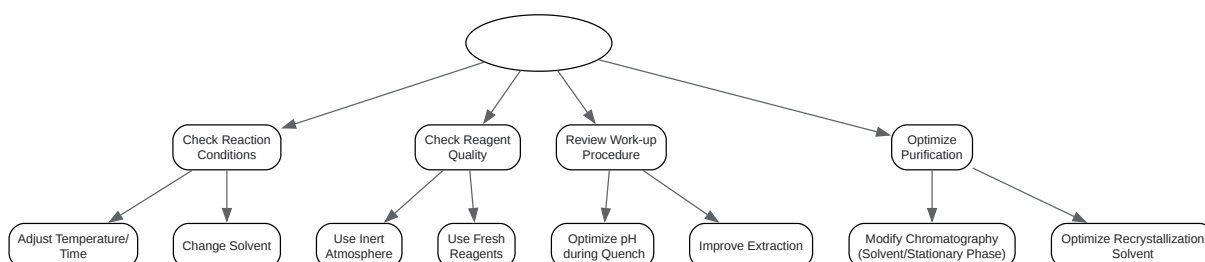 Check Reaction
Conditions
Check Reagent
Quality
Review Work-up
Procedure
Optimize
Purification
Adjust Temperature/
Time
Change Solvent
Use Inert
Atmosphere
Use Fresh
Reagents
Optimize pH
during Quench
Improve Extraction
Modify Chromatography
(Solvent/Stationary Phase)
Optimize Recrystallization
Solvent